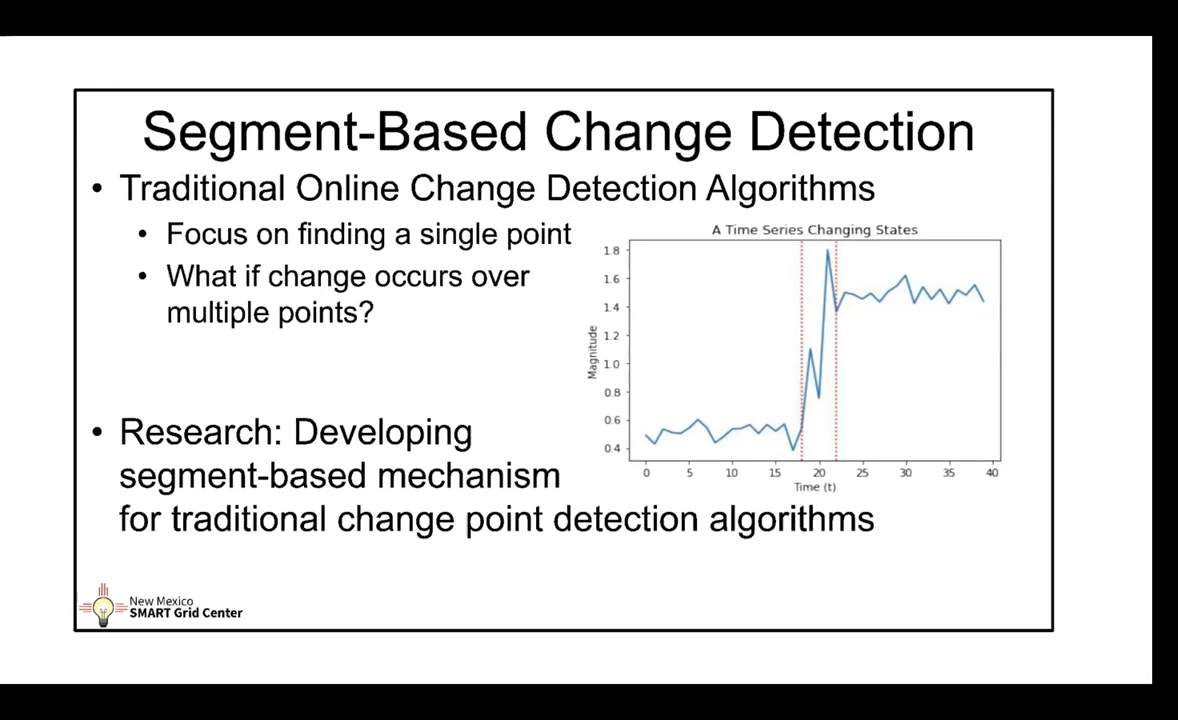 Segment-Based Change Detection
• Traditional Online Change Detection Algorithms
• Focus on finding a single point
• What if change occurs over
multiple points?
A Time Series Changing States
1.8
1.6
1.4
1.2
1.0
0.8
0.6
0.4
Magnitude
0 5 10 15 20 25 30 35 40
Time (t)
• Research: Developing
segment-based mechanism
for traditional change point detection algorithms
New Mexico
SMART Grid Center